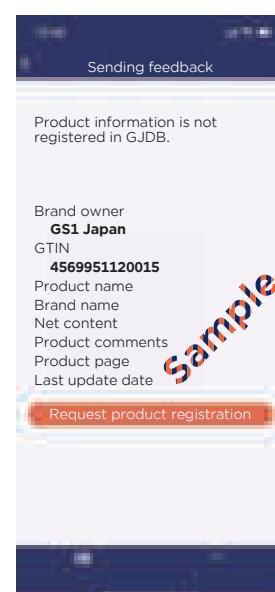 Sending feedback
Product information is not
registered in GJDB.
Brand owner
GS1 Japan
GTIN
4569951120015
Product name
Brand name
Net content
Product comments
Product page
Last update date
Sample
Request product registration